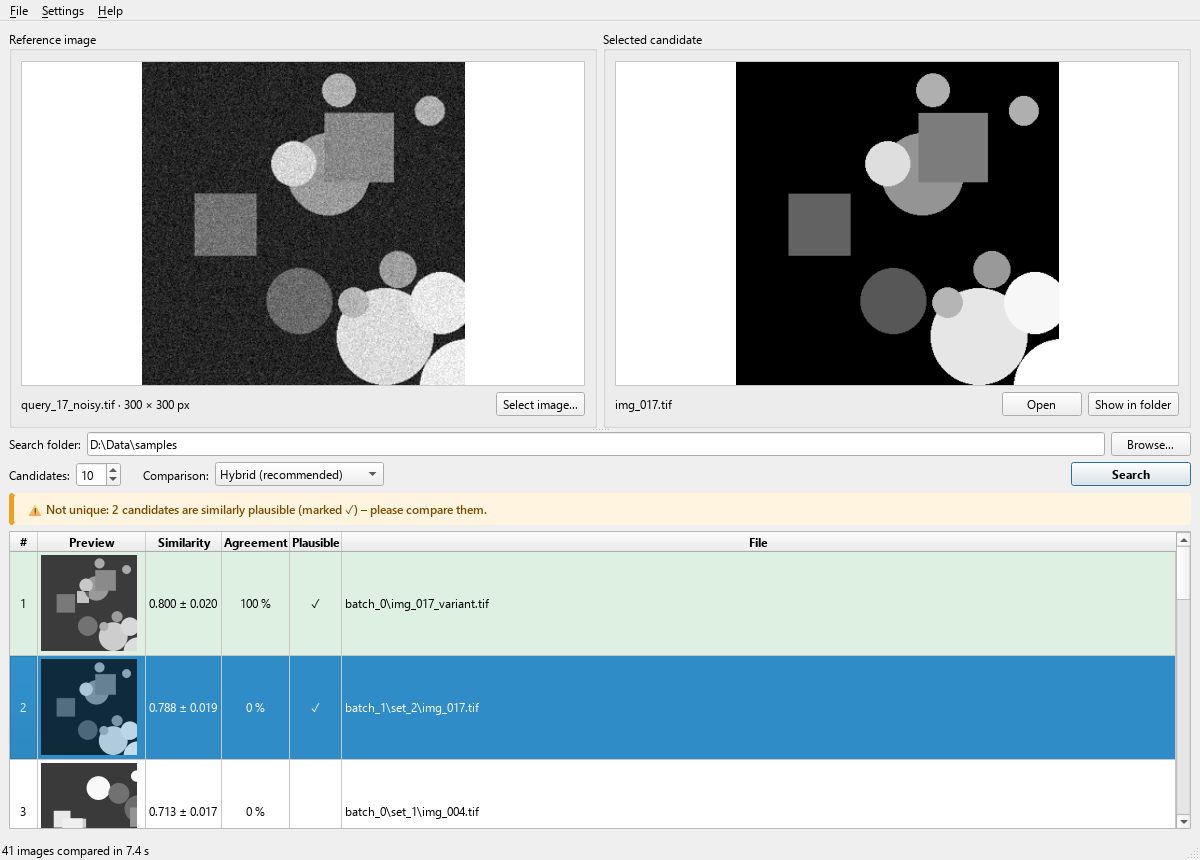 File Settings Help
Reference image
Selected candidate
query_17_noisy.tif · 300 × 300 px
Select image...
img_017.tif
Open
Show in folder
Search folder: D:\Data\samples
Browse...
Candidates: 10
Comparison: Hybrid (recommended)
Search
Not unique: 2 candidates are similarly plausible (marked ✓) – please compare them.
# Preview Similarity Agreement Plausible File
1 0.800 ± 0.020 100 % ✓ batch_0\img_017_variant.tif
2 0.788 ± 0.019 0 % ✓ batch_1\set_2\img_017.tif
3 0.713 ± 0.017 0 % batch_0\set_1\img_004.tif
41 images compared in 7.4 s